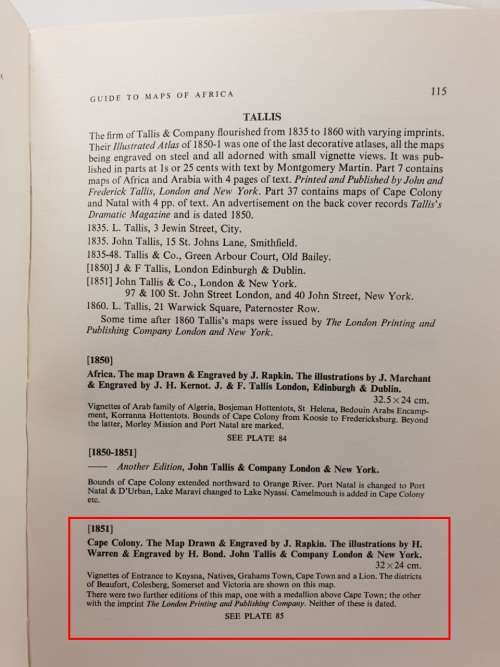 GUIDE TO MAPS OF AFRICA 115
TALLIS
The firm of Tallis & Company flourished from 1835 to 1860 with varying imprints.
Their Illustrated Atlas of 1850-1 was one of the last decorative atlases, all the maps
being engraved on steel and all adorned with small vignette views. It was pub-
lished in parts at 1s or 25 cents with text by Montgomery Martin. Part 7 contains
maps of Africa and Arabia with 4 pages of text. Printed and Published by John and
Frederick Tallis, London and New York. Part 37 contains maps of Cape Colony
and Natal with 4 pp. of text. An advertisement on the back cover records Tallis's
Dramatic Magazine and is dated 1850.
1835. L. Tallis, 3 Jewin Street, City.
1835. John Tallis, 15 St. Johns Lane, Smithfield.
1835-48. Tallis & Co., Green Arbour Court, Old Bailey.
[1850] J & F Tallis, London Edinburgh & Dublin.
[1851] John Tallis & Co., London & New York.
97 & 100 St. John Street London, and 40 John Street, New York.
1860. L. Tallis, 21 Warwick Square, Paternoster Row.
Some time after 1860 Tallis's maps were issued by The London Printing and
Publishing Company London and New York.
[1850]
Africa. The map Drawn & Engraved by J. Rapkin. The illustrations by J. Marchant
& Engraved by J. H. Kernot. J. & F. Tallis London, Edinburgh & Dublin.
32.5×24 cm.
Vignettes of Arab family of Algeria, Bosjeman Hottentots, St Helena, Bedouin Arabs Encamp-
ment, Korranna Hottentots. Bounds of Cape Colony from Koosie to Fredericksburg. Beyond
the latter, Morley Mission and Port Natal are marked.
SEE PLATE 84
[1850-1851]
—— Another Edition, John Tallis & Company London & New York.
Bounds of Cape Colony extended northward to Orange River. Port Natal is changed to Port
Natal & D'Urban, Lake Maravi changed to Lake Nyassi. Camelmouth is added in Cape Colony
etc.
[1851]
Cape Colony. The Map Drawn & Engraved by J. Rapkin. The illustrations by H.
Warren & Engraved by H. Bond. John Tallis & Company London & New York.
32×24 cm.
Vignettes of Entrance to Knysna, Natives, Grahams Town, Cape Town and a Lion. The districts
of Beaufort, Colesberg, Somerset and Victoria are shown on this map.
There were two further editions of this map, one with a medallion above Cape Town; the other
with the imprint The London Printing and Publishing Company. Neither of these is dated.
SEE PLATE 85